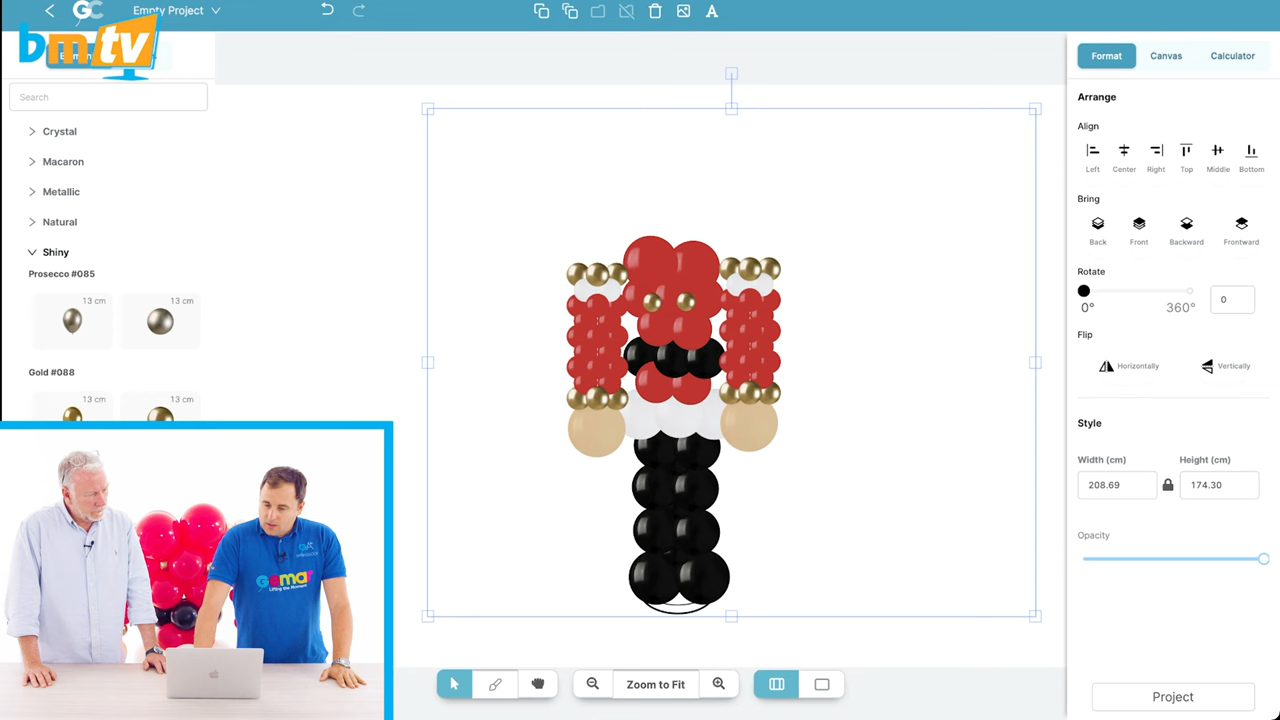 GC
Empty Project
bmtv
Search
Crystal
Macaron
Metallic
Natural
Shiny
Prosecco #085
13 cm
13 cm
Gold #088
13 cm
13 cm
Gemar
Lifting the Moment
Zoom to Fit
Format
Canvas
Calculator
Arrange
Align
Left
Center
Right
Top
Middle
Bottom
Bring
Back
Front
Backward
Frontward
Rotate
0°
360°
0
Flip
Horizontally
Vertically
Style
Width (cm)
Height (cm)
208.69
174.30
Opacity
Project